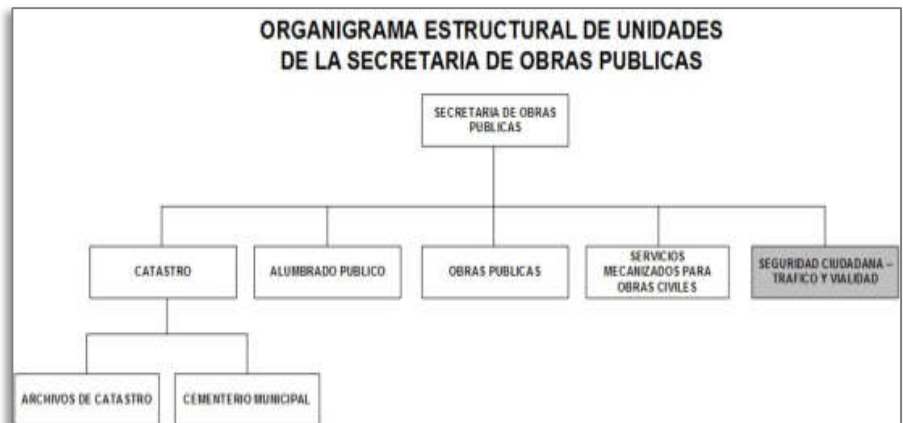 ORGANIGRAMA ESTRUCTURAL DE UNIDADES
DE LA SECRETARIA DE OBRAS PUBLICAS
SECRETARIA DE OBRAS
PUBLICAS
CATASTRO
ALUMBRADO PUBLICO
OBRAS PUBLICAS
SERVICIOS
MECANIZADOS PARA
OBRAS CIVILES
SEGURIDAD CIUDADANA –
TRAFICO Y VIALIDAD
ARCHIVOS DE CATASTRO
CEMENTERIO MUNICIPAL